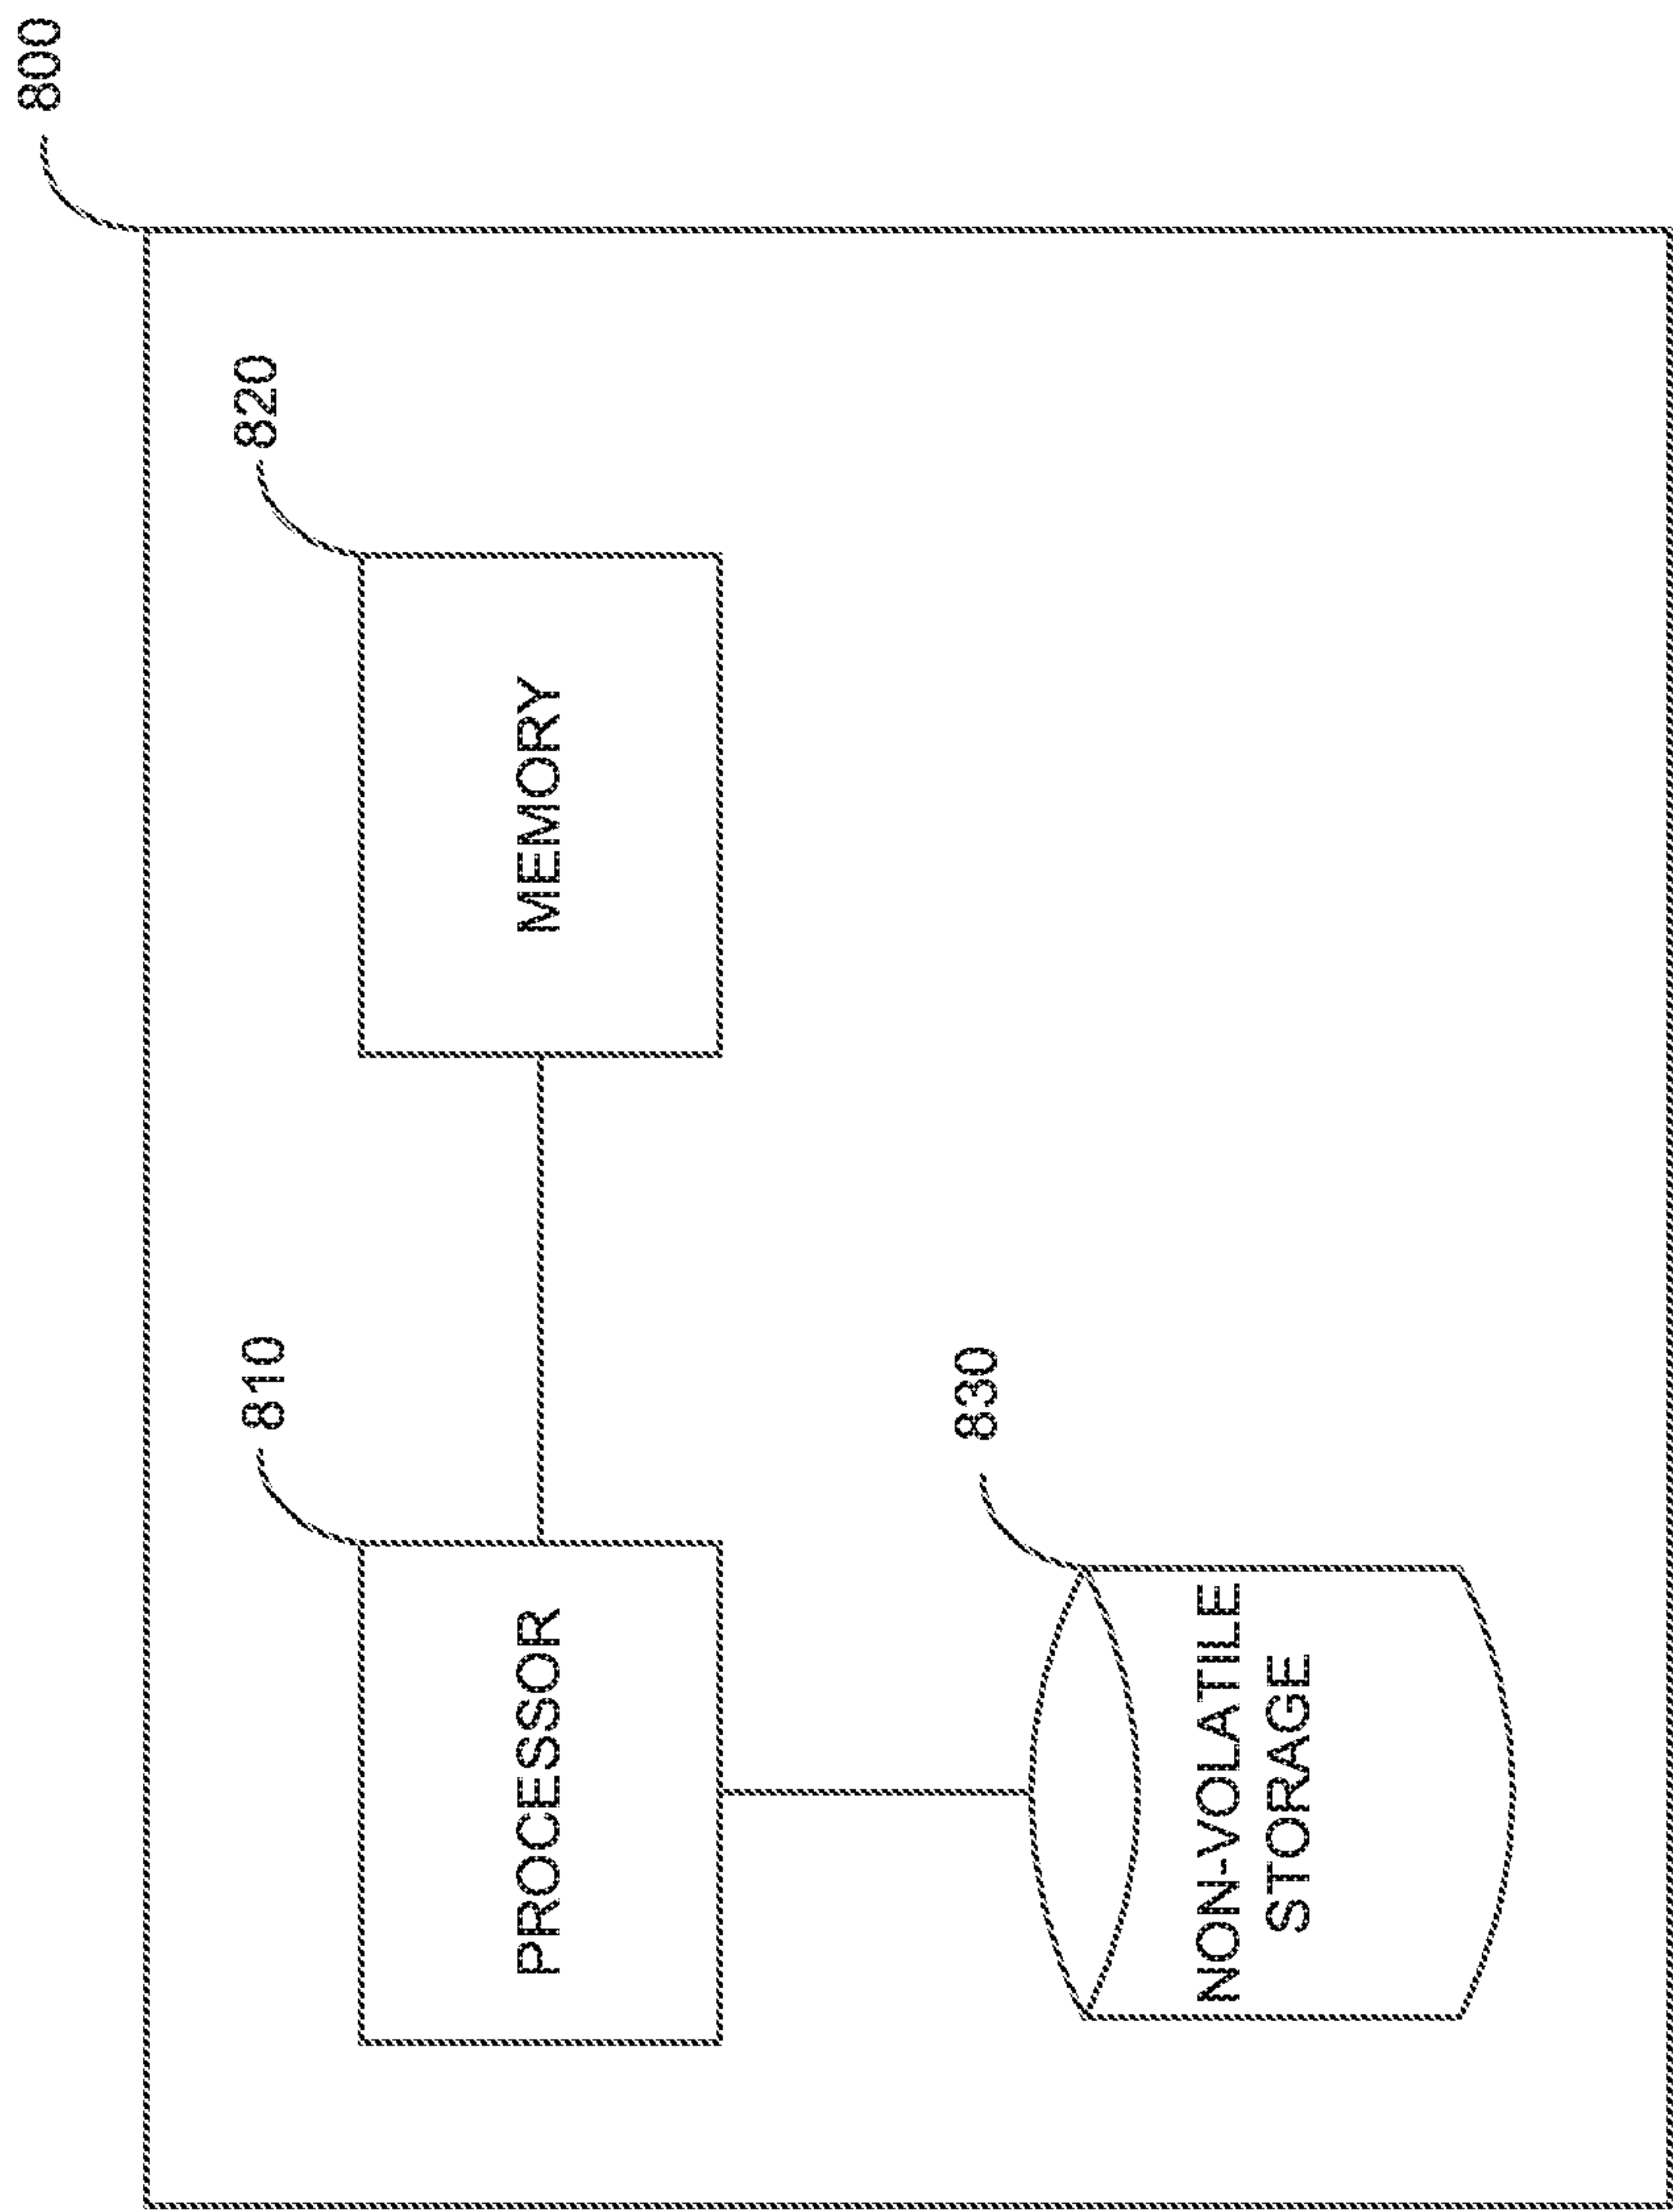 800
810
820
PROCESSOR
MEMORY
830
NON-VOLATILE
STORAGE